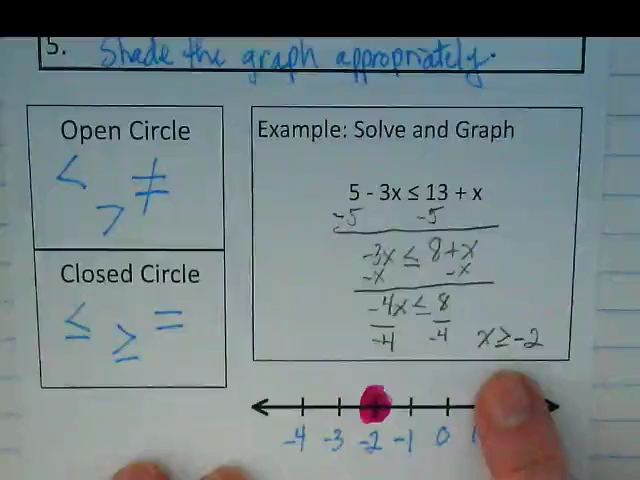 5. Shade the graph appropriately.
Open Circle
< ≠
>
Closed Circle
≤ ≥ =
Example: Solve and Graph
5 - 3x ≤ 13 + x
-5 -5
-3x ≤ 8+x
-x -x
-4x ≤ 8
-4 -4
x ≥ -2
-4 -3 -2 -1 0